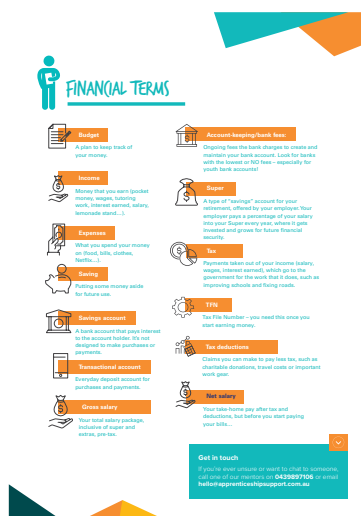 FINANCIAL TERMS
Budget
A plan to keep track of
your money.
Income
Money that you earn (pocket
money, wages, tutoring
work, interest earned, salary,
lemonade stand...).
Expenses
What you spend your money
on (food, bills, clothes,
Netflix...).
Saving
Putting some money aside
for future use.
Savings account
A bank account that pays interest
to the account holder. It's not
designed to make purchases or
payments.
Transactional account
Everyday deposit account for
purchases and payments.
Gross salary
Your total salary package,
inclusive of super and
extras, pre-tax.
Account-keeping/bank fees:
Ongoing fees the bank charges to create and
maintain your bank account. Look for banks
with the lowest or NO fees – especially for
youth bank accounts!
Super
A type of "savings" account for your
retirement, offered by your employer. Your
employer pays a percentage of your salary
into your Super every year, where it gets
invested and grows for future financial
security.
Tax
Payments taken out of your income (salary,
wages, interest earned), which go to the
government for the work that it does, such as
improving schools and fixing roads.
TFN
Tax File Number – you need this once you
start earning money.
Tax deductions
Claims you can make to pay less tax, such as
charitable donations, travel costs or important
work gear.
Net salary
Your take-home pay after tax and
deductions, but before you start paying
your bills...
Get in touch
If you're ever unsure or want to chat to someone,
call one of our mentors on 0439897106 or email
hello@apprenticeshipsupport.com.au